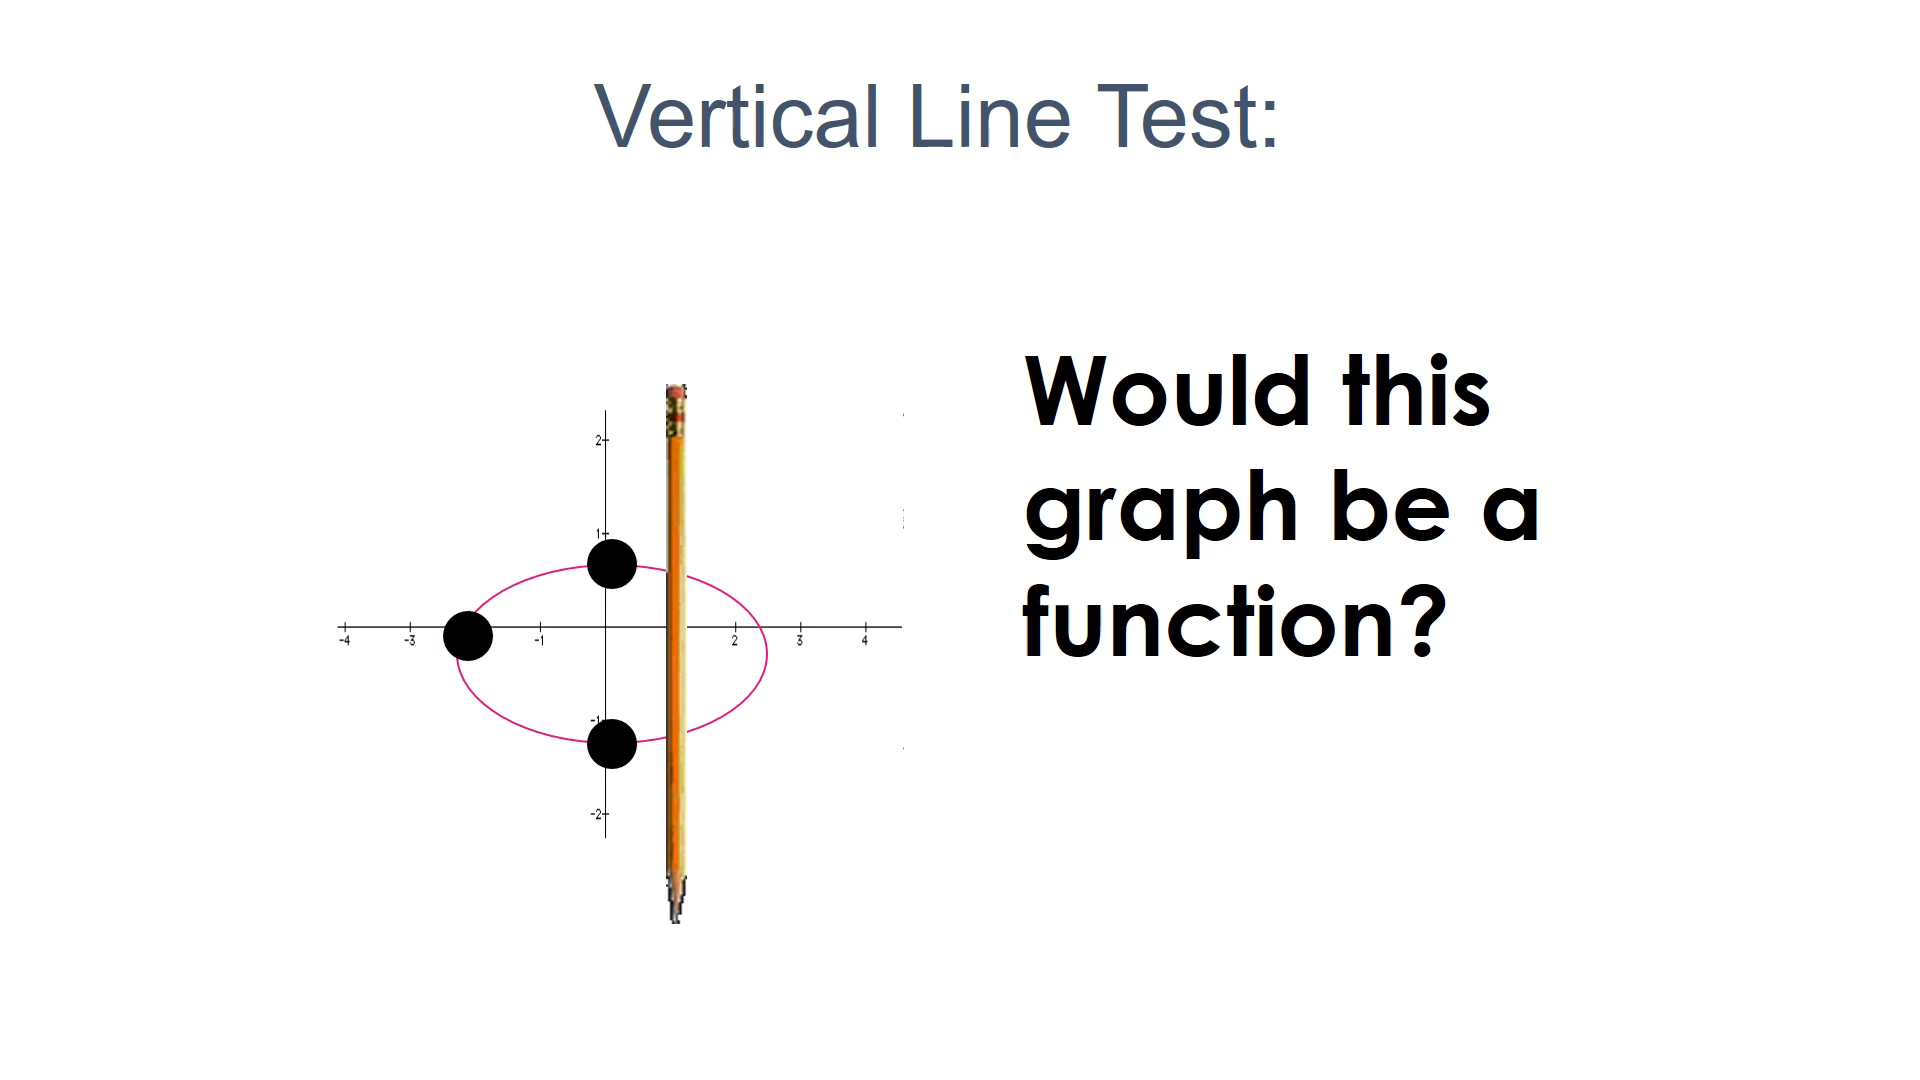 Vertical Line Test:
Would this
graph be a
function?
2
1
-4 -3 -1 2 3 4
-1
-2